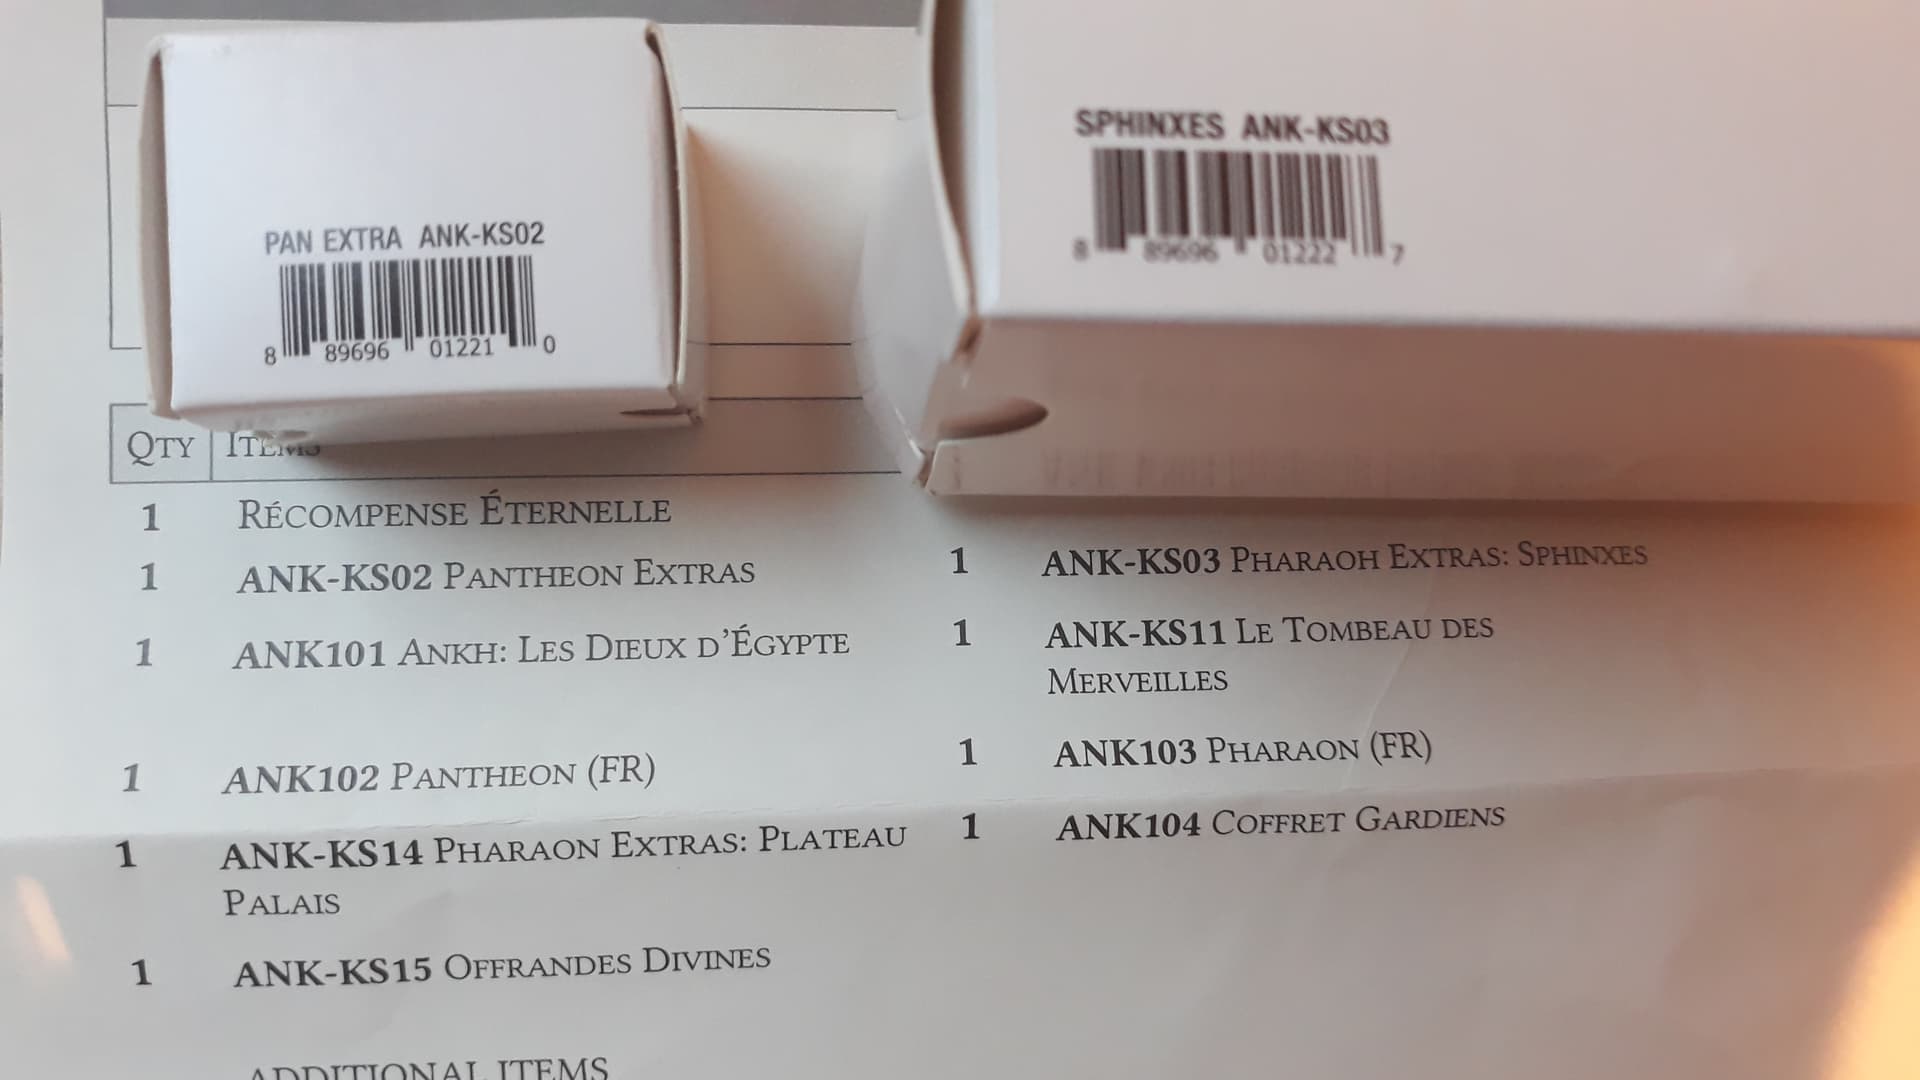 PAN EXTRA ANK-KS02
8 89696 01221 0
SPHINXES ANK-KS03
8 89696 01222 7
QTY ITEMS
1 RÉCOMPENSE ÉTERNELLE
1 ANK-KS02 PANTHEON EXTRAS
1 ANK-KS03 PHARAOH EXTRAS: SPHINXES
1 ANK101 ANKH: LES DIEUX D'ÉGYPTE
1 ANK-KS11 LE TOMBEAU DES
MERVEILLES
1 ANK102 PANTHEON (FR)
1 ANK103 PHARAON (FR)
1 ANK-KS14 PHARAON EXTRAS: PLATEAU
PALAIS
1 ANK104 COFFRET GARDIENS
1 ANK-KS15 OFFRANDES DIVINES
ADDITIONAL ITEMS